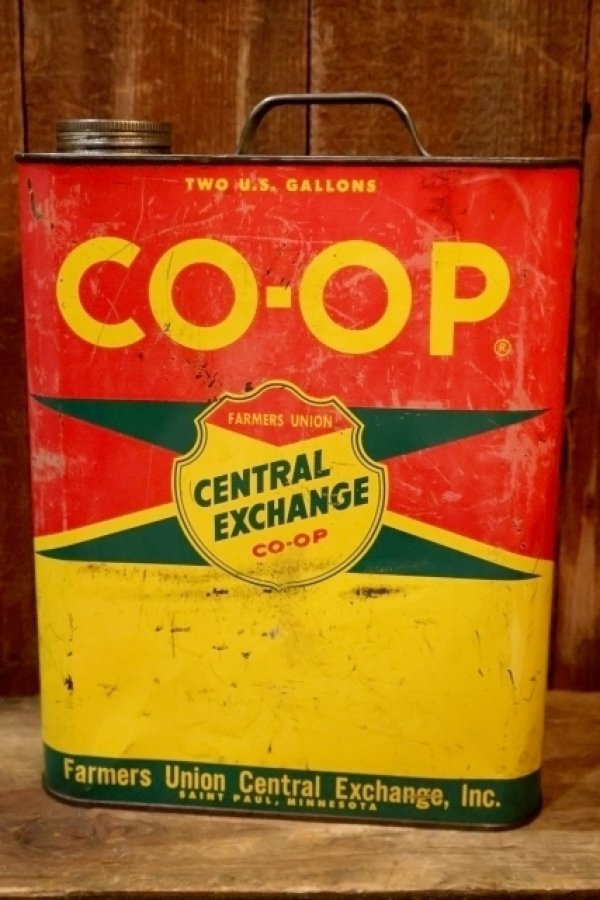 TWO U.S. GALLONS
CO-OP
®
FARMERS UNION
CENTRAL
EXCHANGE
CO-OP
Farmers Union Central Exchange, Inc.
SAINT PAUL, MINNESOTA